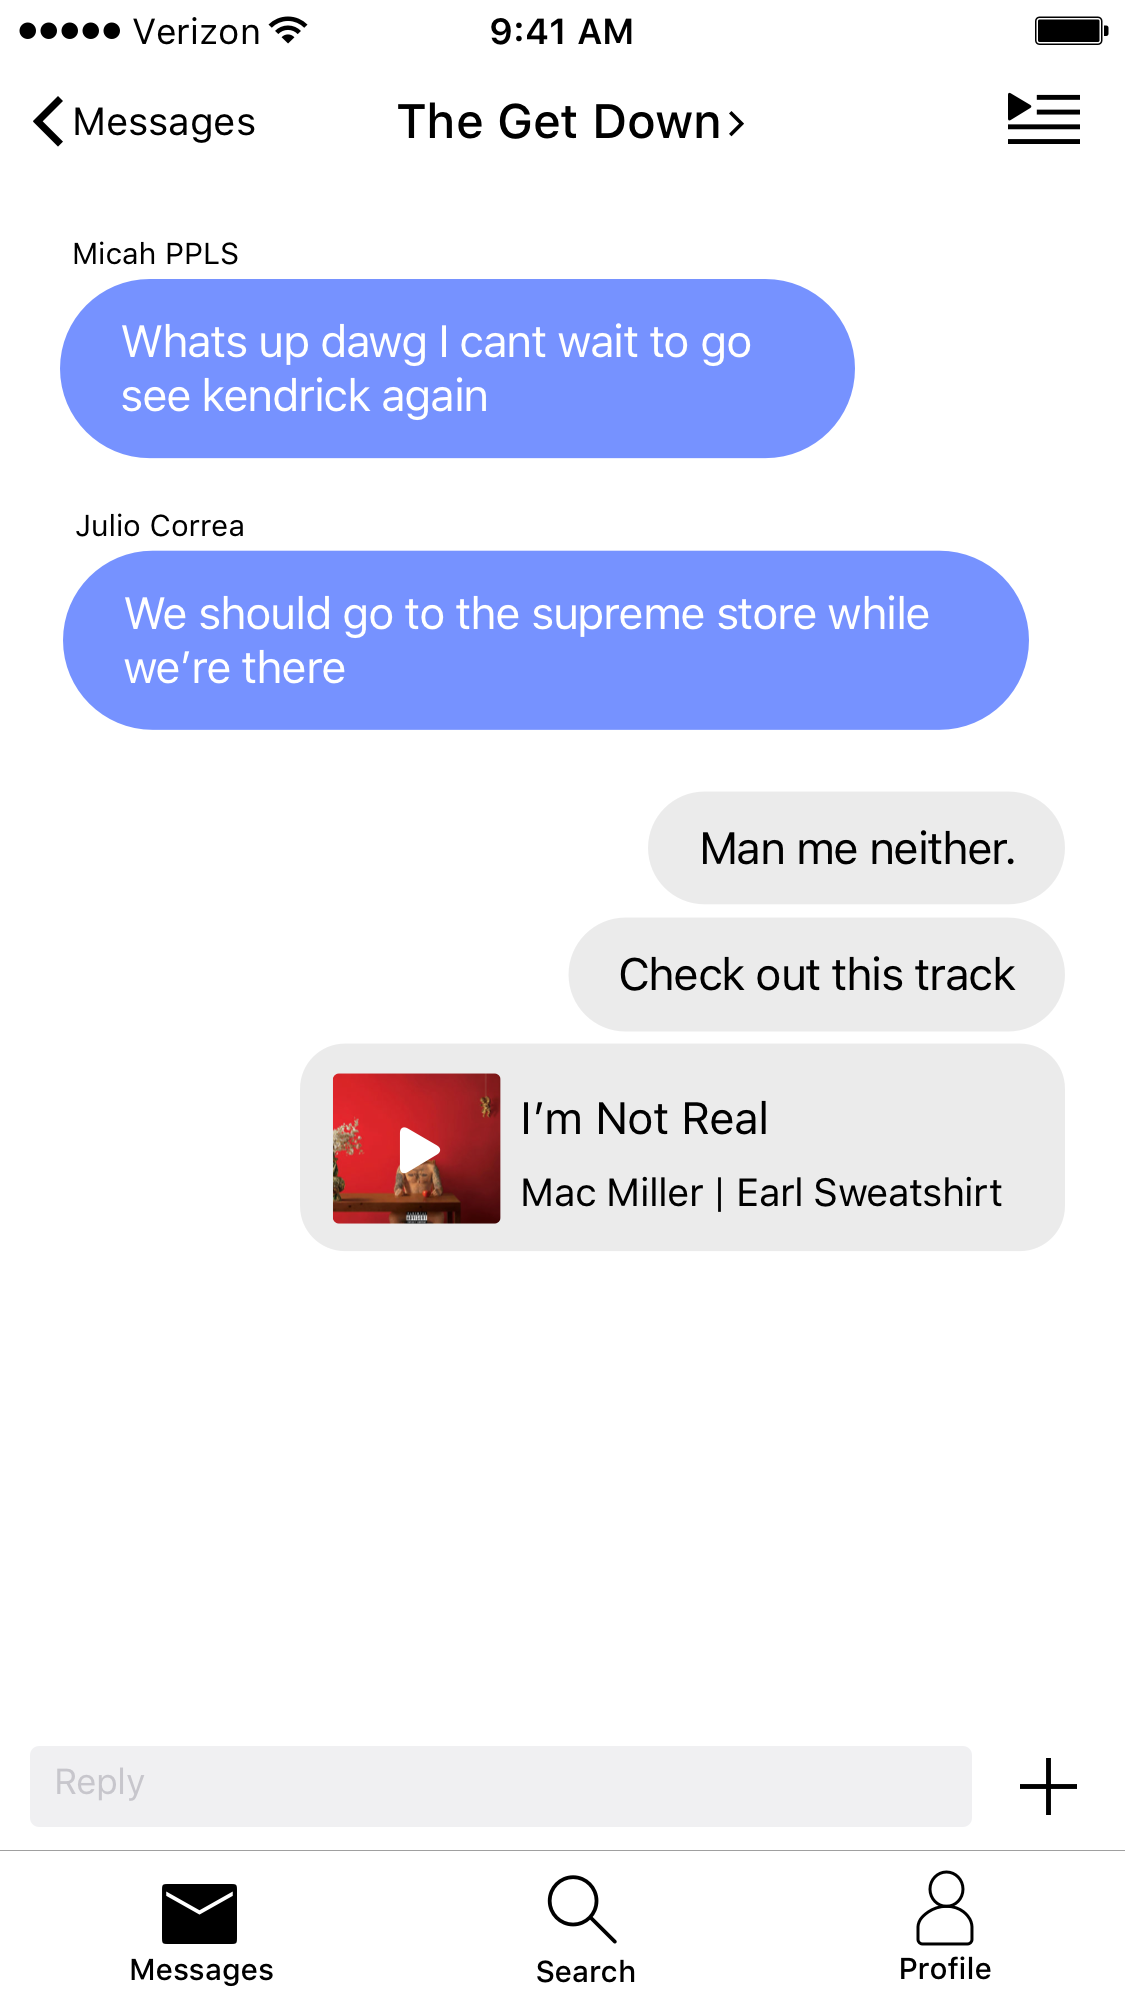 Verizon
9:41 AM
Messages
The Get Down
Micah PPLS
Whats up dawg I cant wait to go
see kendrick again
Julio Correa
We should go to the supreme store while
we’re there
Man me neither.
Check out this track
I’m Not Real
Mac Miller | Earl Sweatshirt
Reply
Messages
Search
Profile